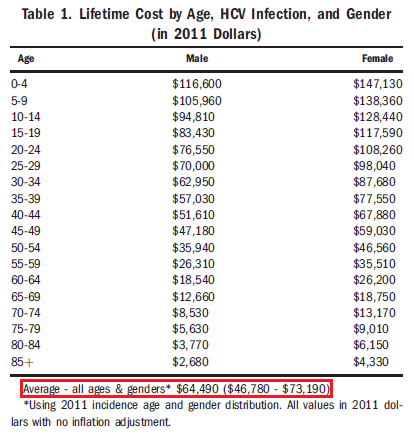 Table 1. Lifetime Cost by Age, HCV Infection, and Gender
(in 2011 Dollars)
Age Male Female
0-4 $116,600 $147,130
5-9 $105,960 $138,360
10-14 $94,810 $128,440
15-19 $83,430 $117,590
20-24 $76,550 $108,260
25-29 $70,000 $98,040
30-34 $62,950 $87,680
35-39 $57,030 $77,550
40-44 $51,610 $67,880
45-49 $47,180 $59,030
50-54 $35,940 $46,560
55-59 $26,310 $35,510
60-64 $18,540 $26,200
65-69 $12,660 $18,750
70-74 $8,530 $13,170
75-79 $5,630 $9,010
80-84 $3,770 $6,150
85+ $2,680 $4,330
Average - all ages & genders* $64,490 ($46,780 - $73,190)
*Using 2011 incidence age and gender distribution. All values in 2011 dol-
lars with no inflation adjustment.